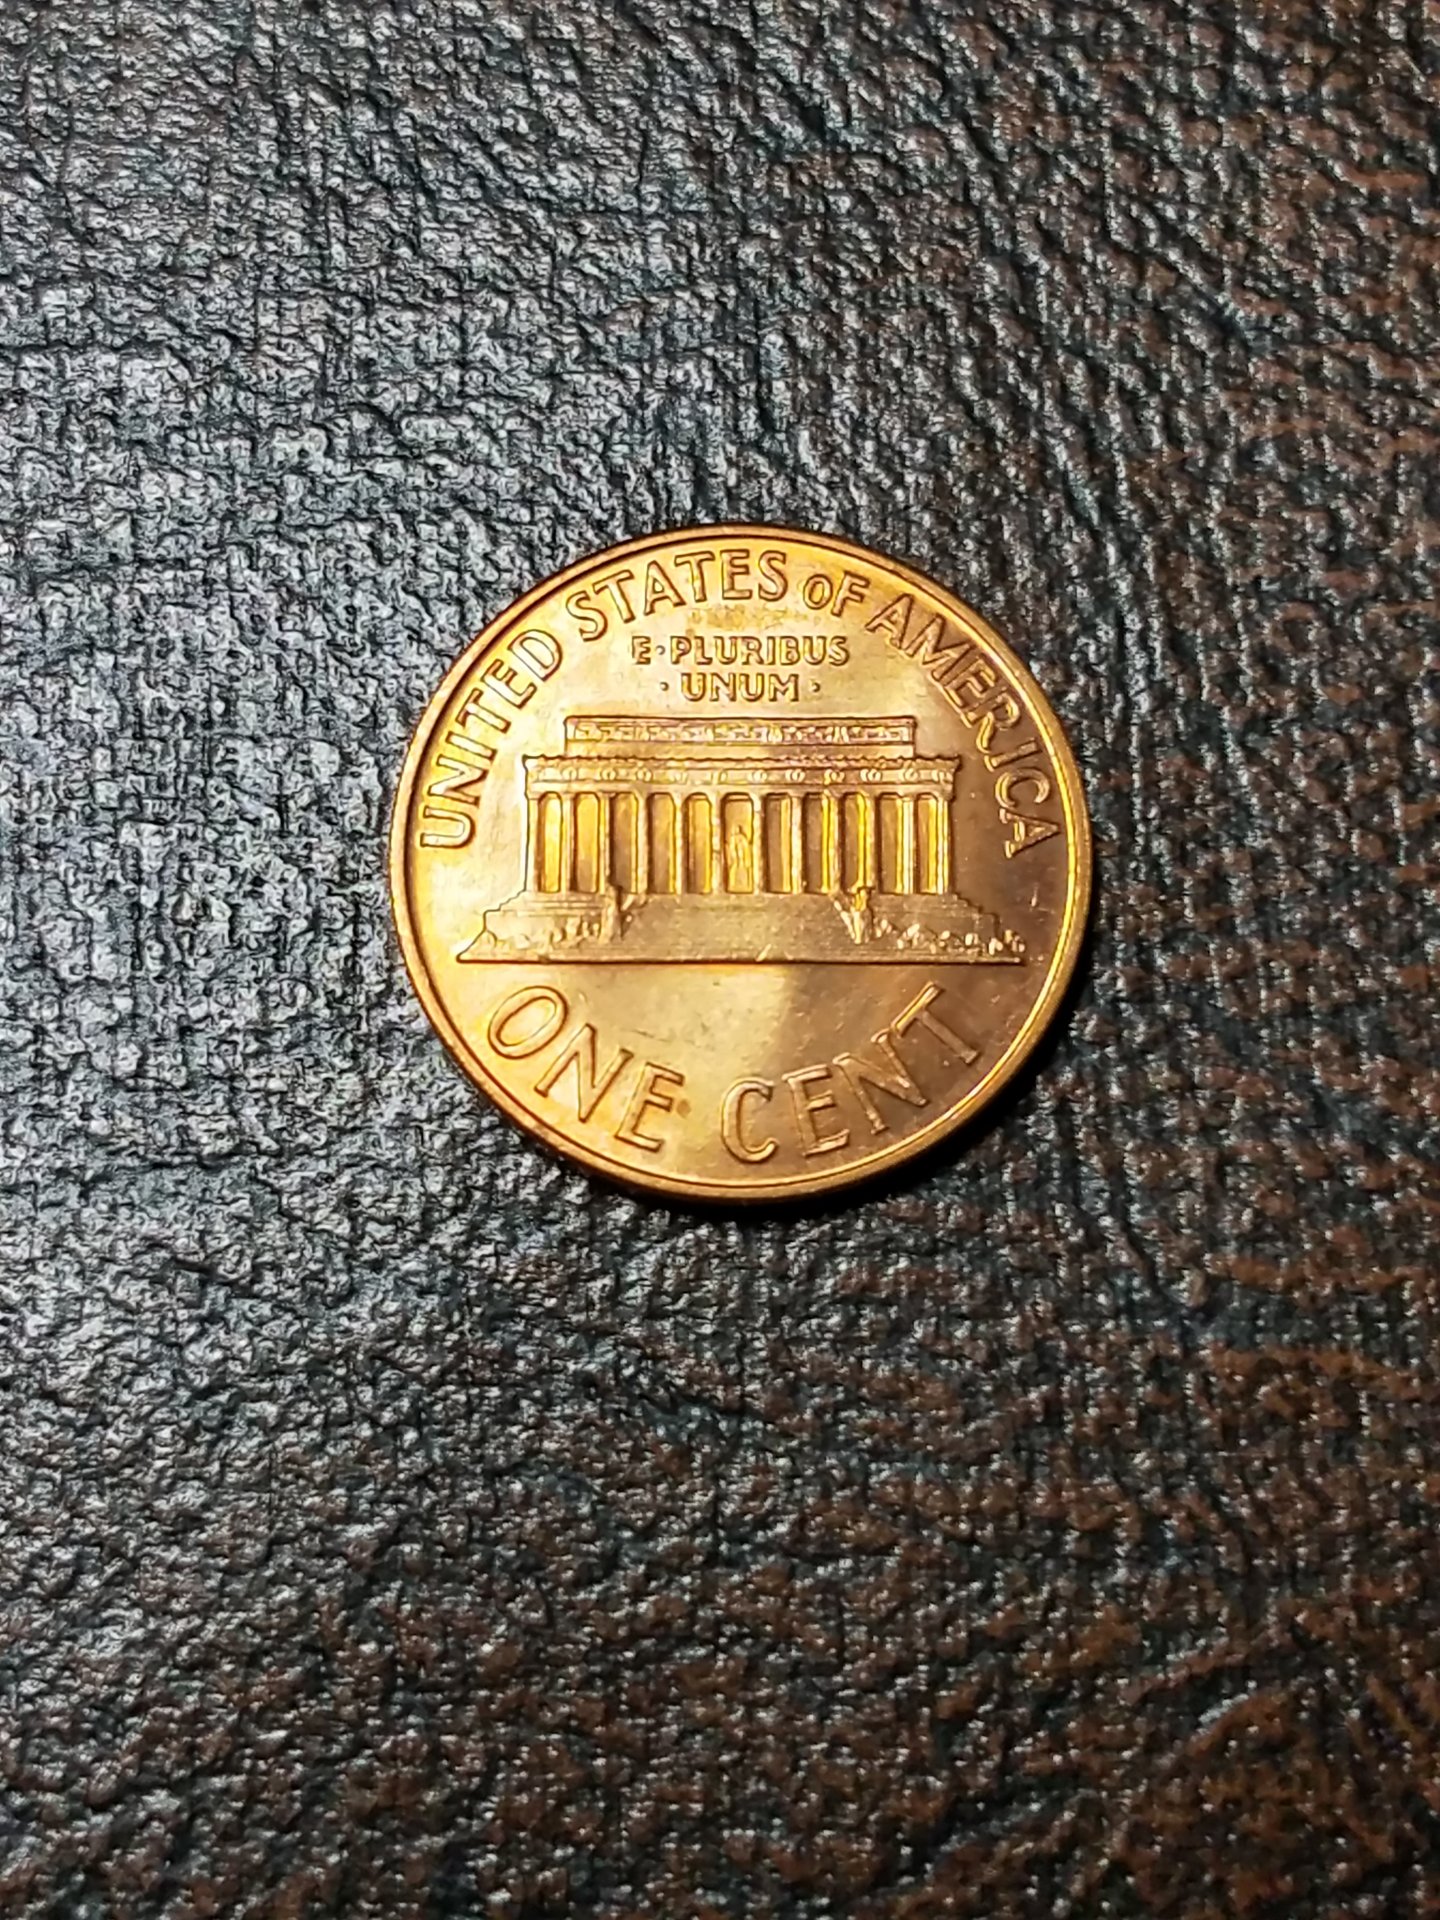 UNITED STATES OF AMERICA
E·PLURIBUS
·UNUM·
ONE CENT